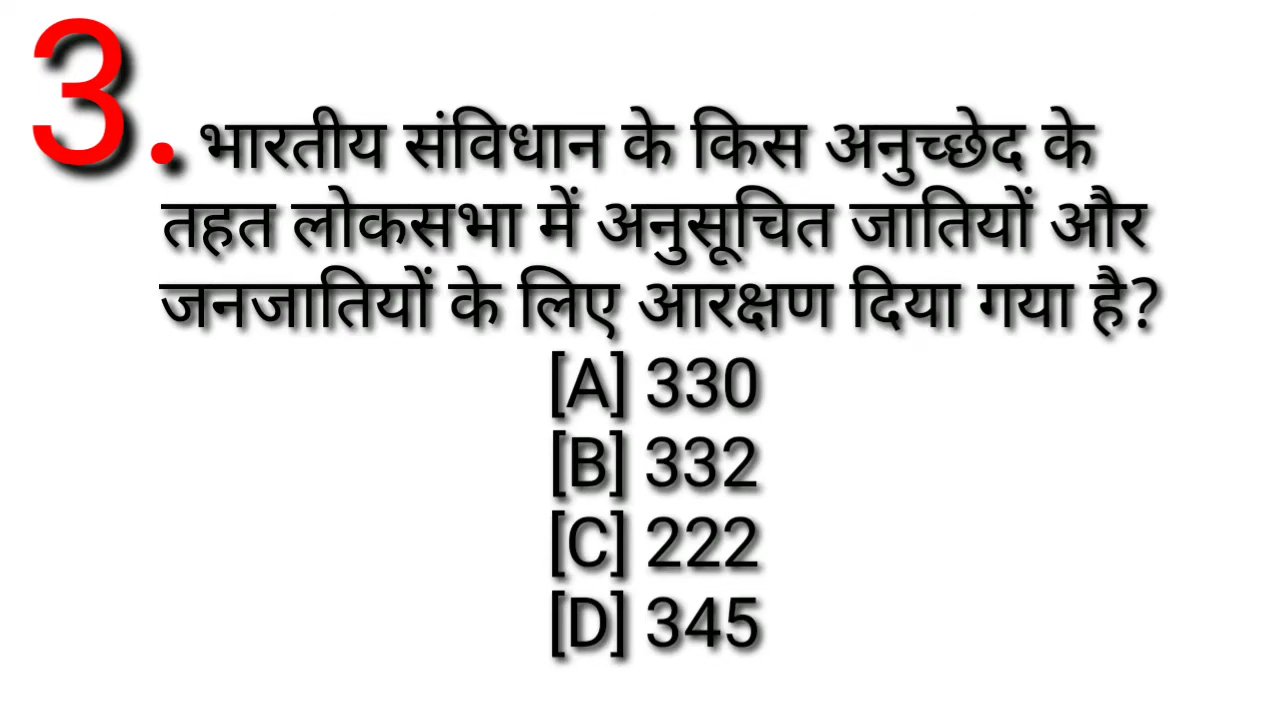 3. भारतीय संविधान के किस अनुच्छेद के
तहत लोकसभा में अनुसूचित जातियों और
जनजातियों के लिए आरक्षण दिया गया है?
[A] 330
[B] 332
[C] 222
[D] 345